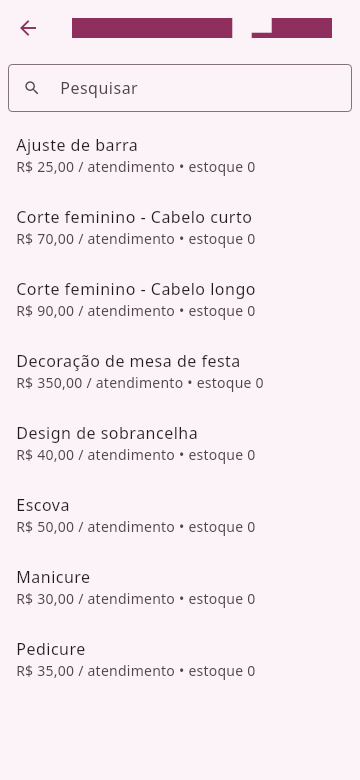 Pesquisar
Ajuste de barra
R$ 25,00 / atendimento • estoque 0
Corte feminino - Cabelo curto
R$ 70,00 / atendimento • estoque 0
Corte feminino - Cabelo longo
R$ 90,00 / atendimento • estoque 0
Decoração de mesa de festa
R$ 350,00 / atendimento • estoque 0
Design de sobrancelha
R$ 40,00 / atendimento • estoque 0
Escova
R$ 50,00 / atendimento • estoque 0
Manicure
R$ 30,00 / atendimento • estoque 0
Pedicure
R$ 35,00 / atendimento • estoque 0